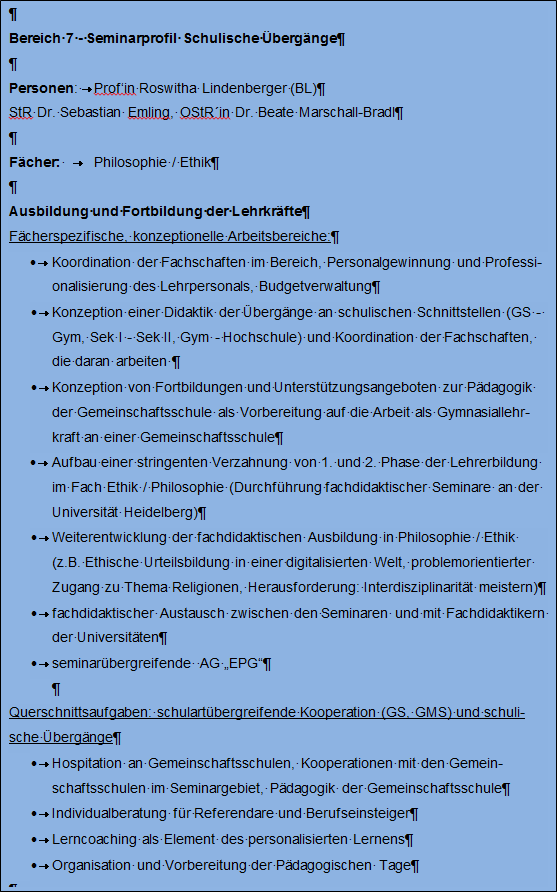 Bereich 7 - Seminarprofil Schulische Übergänge
Personen: Prof'in Roswitha Lindenberger (BL)
StR Dr. Sebastian Emling, OStR´in Dr. Beate Marschall-Bradl
Fächer: Philosophie / Ethik
Ausbildung und Fortbildung der Lehrkräfte
Fächerspezifische, konzeptionelle Arbeitsbereiche:
• Koordination der Fachschaften im Bereich, Personalgewinnung und Professi-
onalisierung des Lehrpersonals, Budgetverwaltung
• Konzeption einer Didaktik der Übergänge an schulischen Schnittstellen (GS -
Gym, Sek I - Sek II, Gym - Hochschule) und Koordination der Fachschaften,
die daran arbeiten
• Konzeption von Fortbildungen und Unterstützungsangeboten zur Pädagogik
der Gemeinschaftsschule als Vorbereitung auf die Arbeit als Gymnasiallehr-
kraft an einer Gemeinschaftsschule
• Aufbau einer stringenten Verzahnung von 1. und 2. Phase der Lehrerbildung
im Fach Ethik / Philosophie (Durchführung fachdidaktischer Seminare an der
Universität Heidelberg)
• Weiterentwicklung der fachdidaktischen Ausbildung in Philosophie / Ethik
(z.B. Ethische Urteilsbildung in einer digitalisierten Welt, problemorientierter
Zugang zu Thema Religionen, Herausforderung: Interdisziplinarität meistern)
• fachdidaktischer Austausch zwischen den Seminaren und mit Fachdidaktikern
der Universitäten
• seminarübergreifende AG „EPG“
Querschnittsaufgaben: schulartübergreifende Kooperation (GS, GMS) und schuli-
sche Übergänge
• Hospitation an Gemeinschaftsschulen, Kooperationen mit den Gemein-
schaftsschulen im Seminargebiet, Pädagogik der Gemeinschaftsschule
• Individualberatung für Referendare und Berufseinsteiger
• Lerncoaching als Element des personalisierten Lernens
• Organisation und Vorbereitung der Pädagogischen Tage